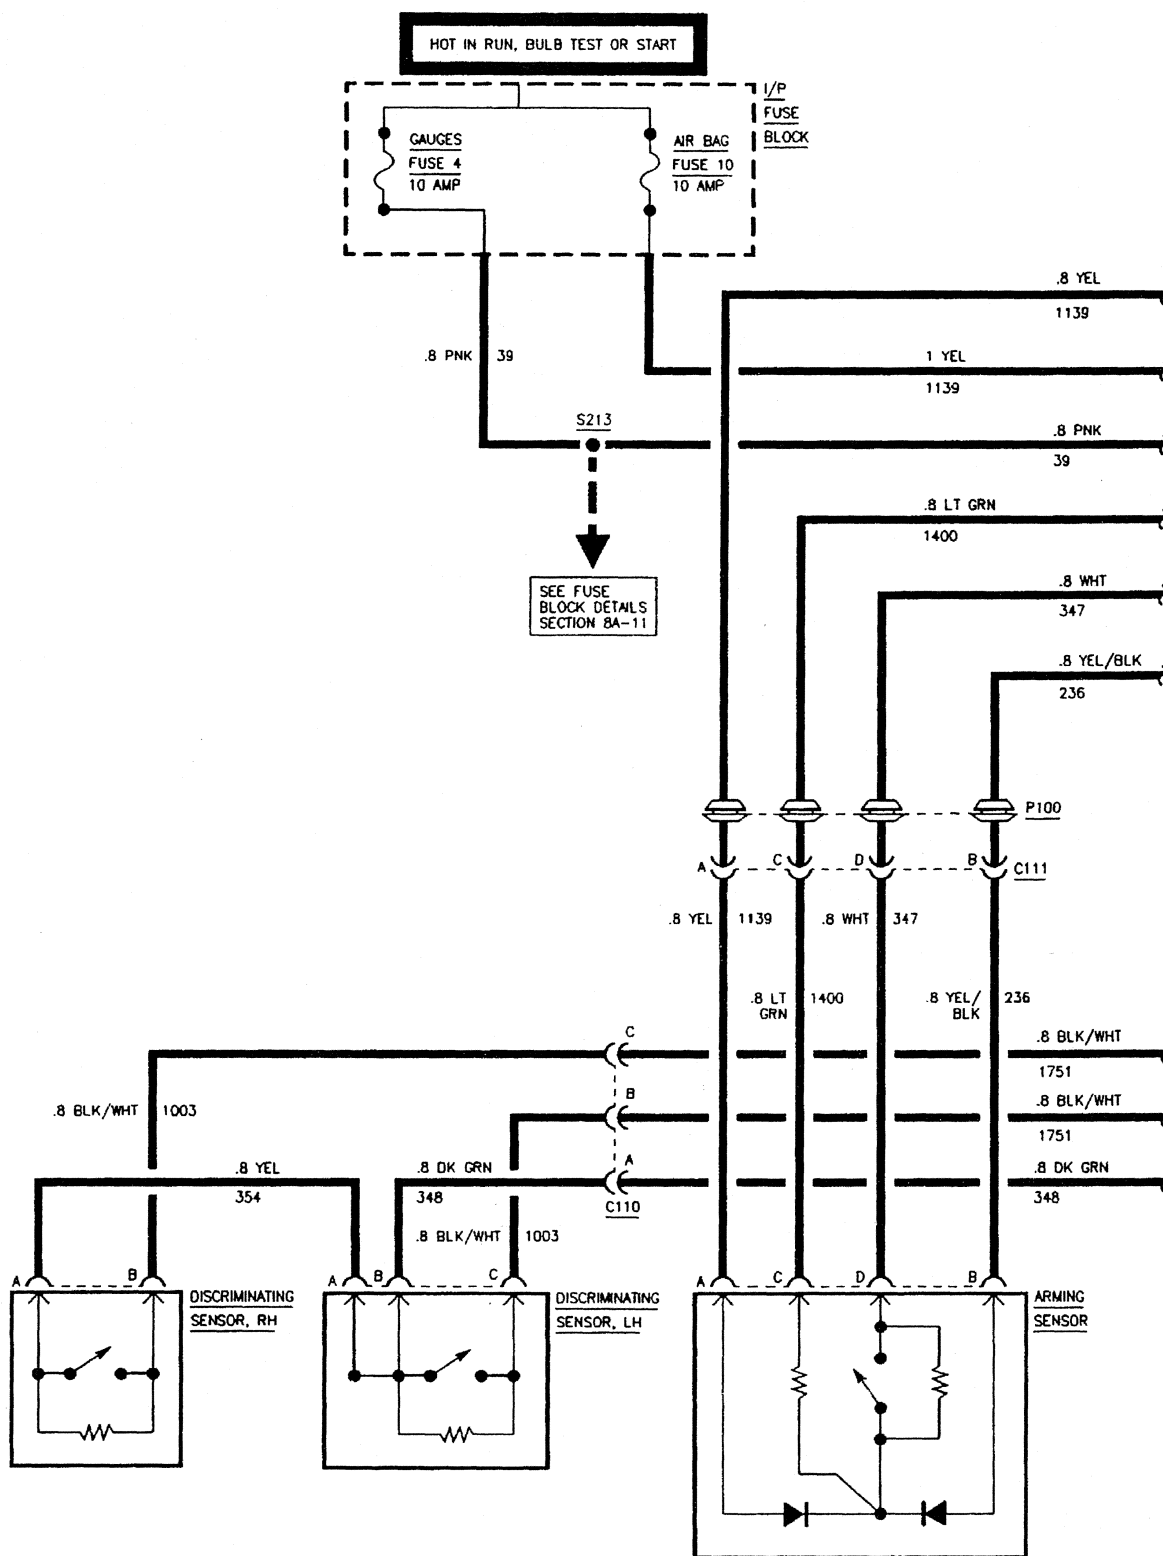 HOT IN RUN, BULB TEST OR START
I/P
FUSE
BLOCK
GAUGES
FUSE 4
10 AMP
AIR BAG
FUSE 10
10 AMP
.8 YEL
1139
.8 PNK
39
1 YEL
1139
S213
.8 PNK
39
.8 LT GRN
1400
SEE FUSE
BLOCK DETAILS
SECTION 8A-11
.8 WHT
347
.8 YEL/BLK
236
P100
A
C
D
B
C111
.8 YEL
1139
.8 WHT
347
.8 LT
GRN
1400
.8 YEL/
BLK
236
C
.8 BLK/WHT
1751
.8 BLK/WHT
1003
B
.8 BLK/WHT
1751
.8 YEL
354
.8 DK GRN
348
A
C110
.8 DK GRN
348
.8 BLK/WHT
1003
A
B
DISCRIMINATING
SENSOR, RH
A
B
C
DISCRIMINATING
SENSOR, LH
A
C
D
B
ARMING
SENSOR